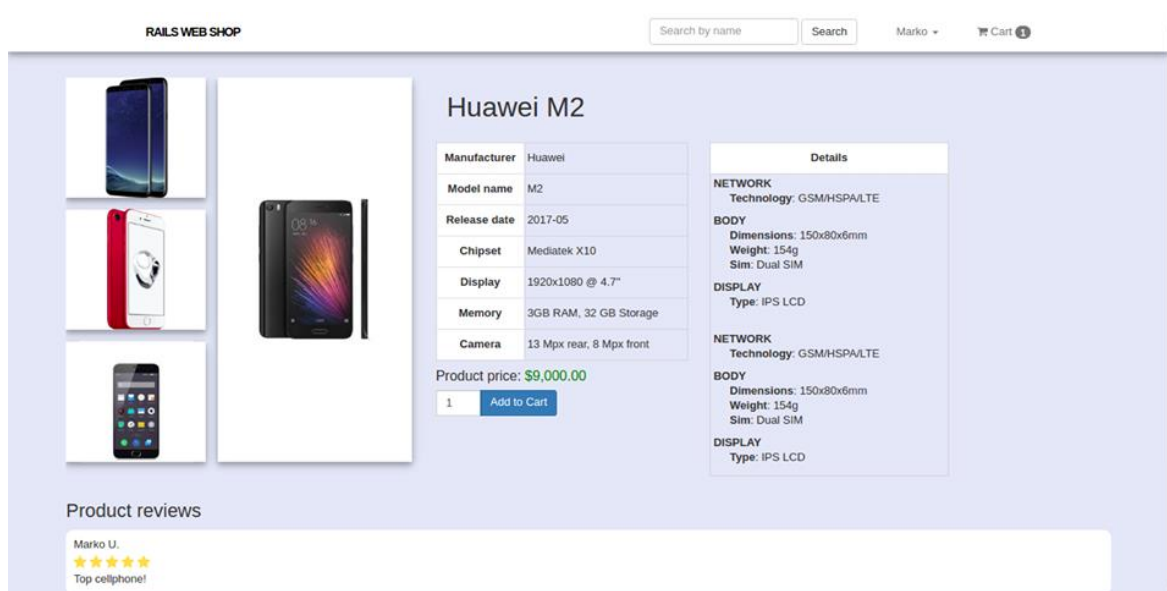 RAILS WEB SHOP
Search by name
Search
Marko
Cart 1
Huawei M2
Manufacturer Huawei
Model name M2
Release date 2017-05
Chipset Mediatek X10
Display 1920x1080 @ 4.7"
Memory 3GB RAM, 32 GB Storage
Camera 13 Mpx rear, 8 Mpx front
Product price: $9,000.00
1 Add to Cart
Details
NETWORK
Technology: GSM/HSPA/LTE
BODY
Dimensions: 150x80x6mm
Weight: 154g
Sim: Dual SIM
DISPLAY
Type: IPS LCD
NETWORK
Technology: GSM/HSPA/LTE
BODY
Dimensions: 150x80x6mm
Weight: 154g
Sim: Dual SIM
DISPLAY
Type: IPS LCD
Product reviews
Marko U.
Top cellphone!